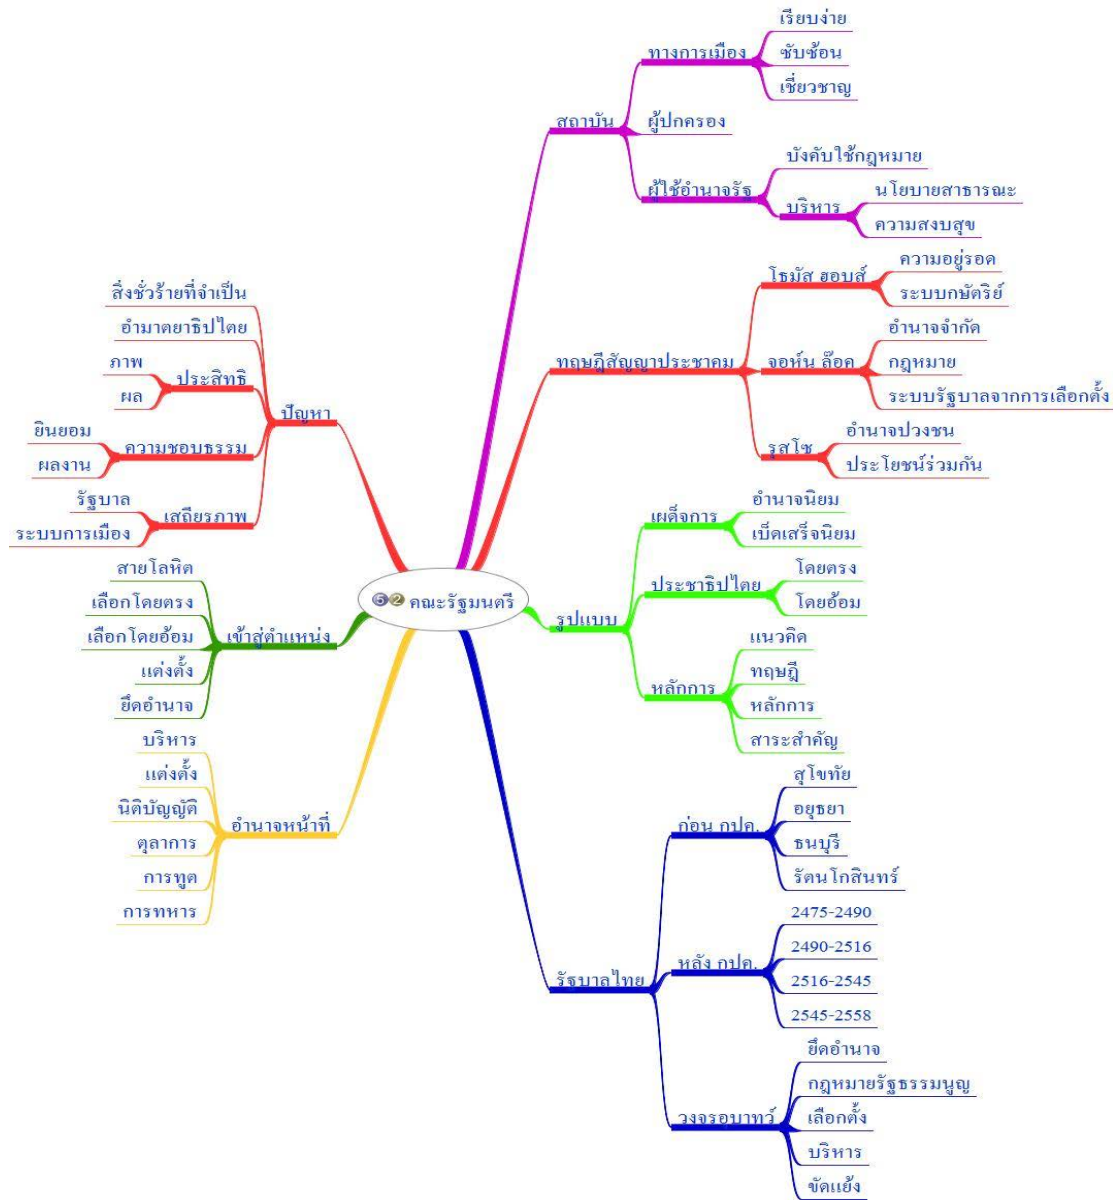 ⑤② คณะรัฐมนตรี
สถาบัน
ทางการเมือง
เรียบง่าย
ซับซ้อน
เชี่ยวชาญ
ผู้ปกครอง
ผู้ใช้อำนาจรัฐ
บังคับใช้กฎหมาย
บริหาร
นโยบายสาธารณะ
ความสงบสุข
ทฤษฎีสัญญาประชาคม
โธมัส ฮอบส์
ความอยู่รอด
ระบบกษัตริย์
จอห์น ล๊อค
อำนาจจำกัด
กฎหมาย
ระบบรัฐบาลจากการเลือกตั้ง
รุสโซ
อำนาจปวงชน
ประโยชน์ร่วมกัน
รูปแบบ
เผด็จการ
อำนาจนิยม
เบ็ดเสร็จนิยม
ประชาธิปไตย
โดยตรง
โดยอ้อม
หลักการ
แนวคิด
ทฤษฎี
หลักการ
สาระสำคัญ
รัฐบาลไทย
ก่อน กปค.
สุโขทัย
อยุธยา
ธนบุรี
รัตนโกสินทร์
หลัง กปค.
2475-2490
2490-2516
2516-2545
2545-2558
วงจรอุบาทว์
ยึดอำนาจ
กฎหมายรัฐธรรมนูญ
เลือกตั้ง
บริหาร
ขัดแย้ง
ปัญหา
สิ่งชั่วร้ายที่จำเป็น
อำมาตยาธิปไตย
ประสิทธิ
ภาพ
ผล
ความชอบธรรม
ยินยอม
ผลงาน
เสถียรภาพ
รัฐบาล
ระบบการเมือง
เข้าสู่ตำแหน่ง
สายโลหิต
เลือกโดยตรง
เลือกโดยอ้อม
แต่งตั้ง
ยึดอำนาจ
อำนาจหน้าที่
บริหาร
แต่งตั้ง
นิติบัญญัติ
ตุลาการ
การทูต
การทหาร